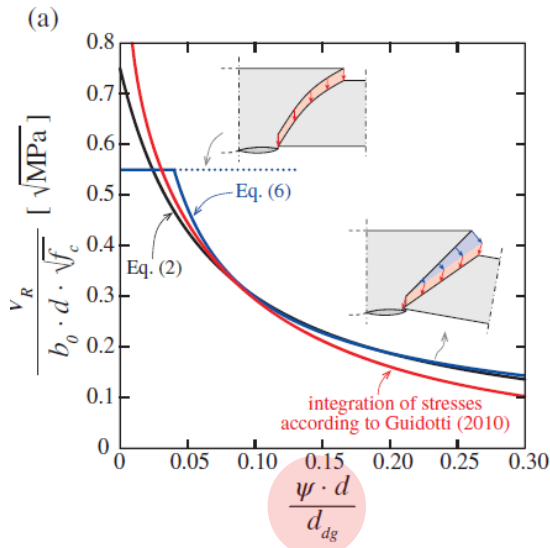 (a)
0.8
0.7
0.6
0.5
0.4
0.3
0.2
0.1
0
V_R
b_0 · d · √f_c
[ √MPa ]
Eq. (6)
Eq. (2)
integration of stresses
according to Guidotti (2010)
0 0.05 0.10 0.15 0.20 0.25 0.30
ψ · d
d_dg